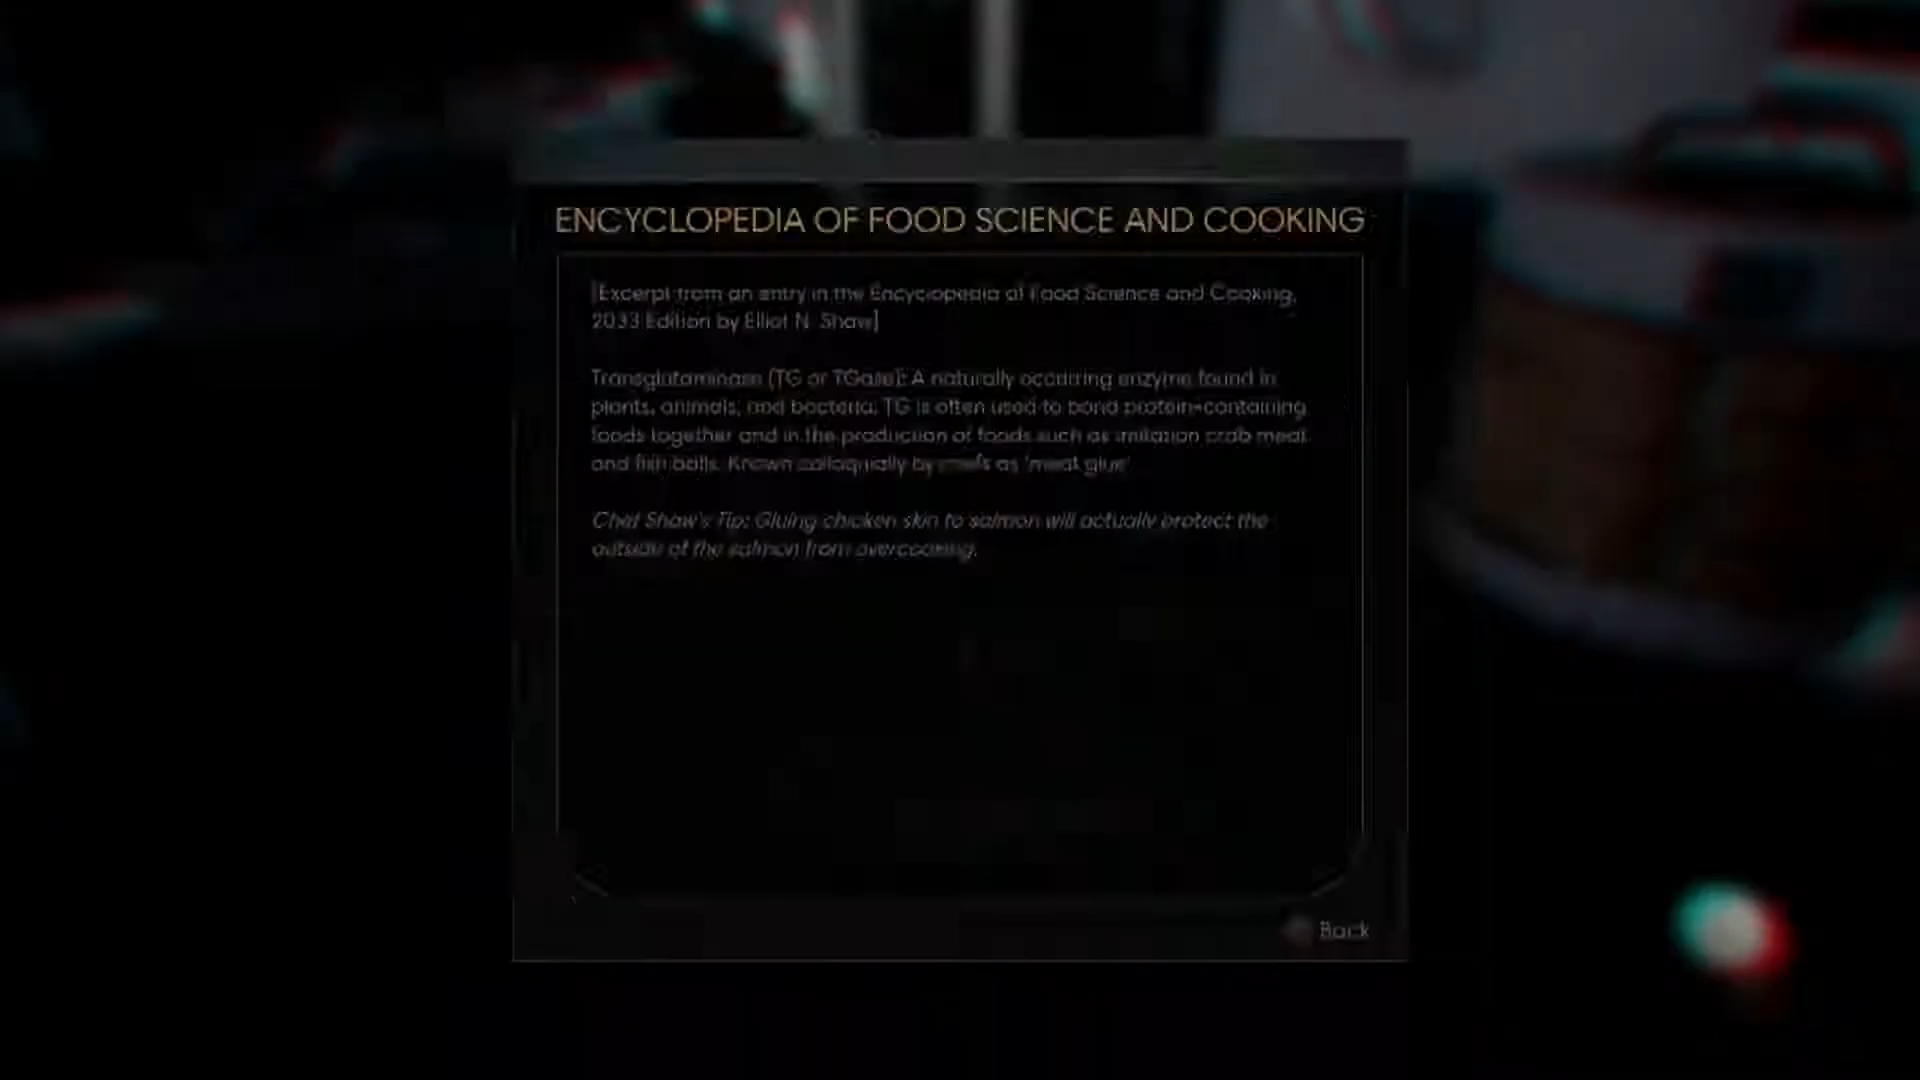 ENCYCLOPEDIA OF FOOD SCIENCE AND COOKING
[Excerpt from an entry in the Encyclopedia of Food Science and Cooking,
2033 Edition by Elliot N. Shaw]
Transglutaminase (TG or TGase): A naturally occurring enzyme found in
plants, animals, and bacteria. TG is often used to bond protein-containing
foods together and in the production of foods such as imitation crab meat
and fish balls. Known colloquially by chefs as 'meat glue'
Chef Shaw's Tip: Gluing chicken skin to salmon will actually protect the
outside of the salmon from overcooking.
Back